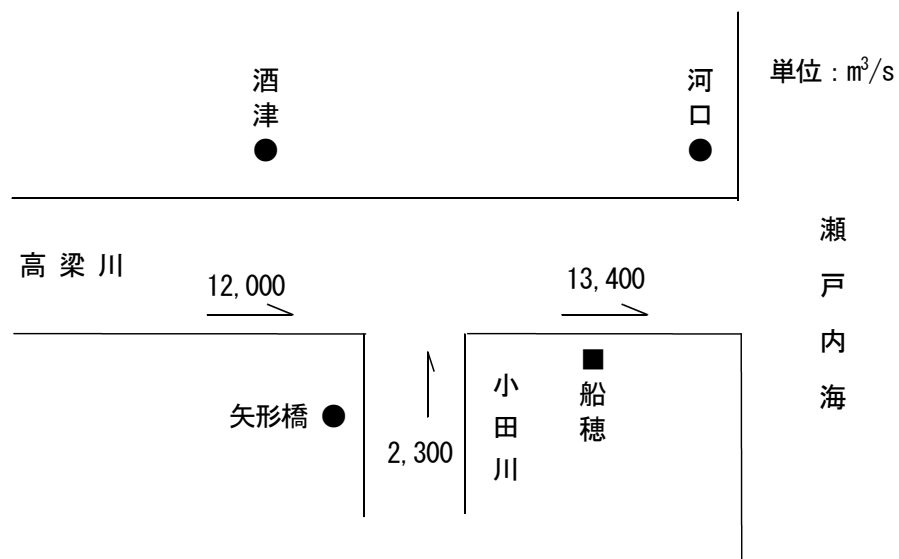 単位：m³/s
酒津
河口
高梁川
12,000
13,400
瀬戸内海
矢形橋
2,300
小田川
船穂